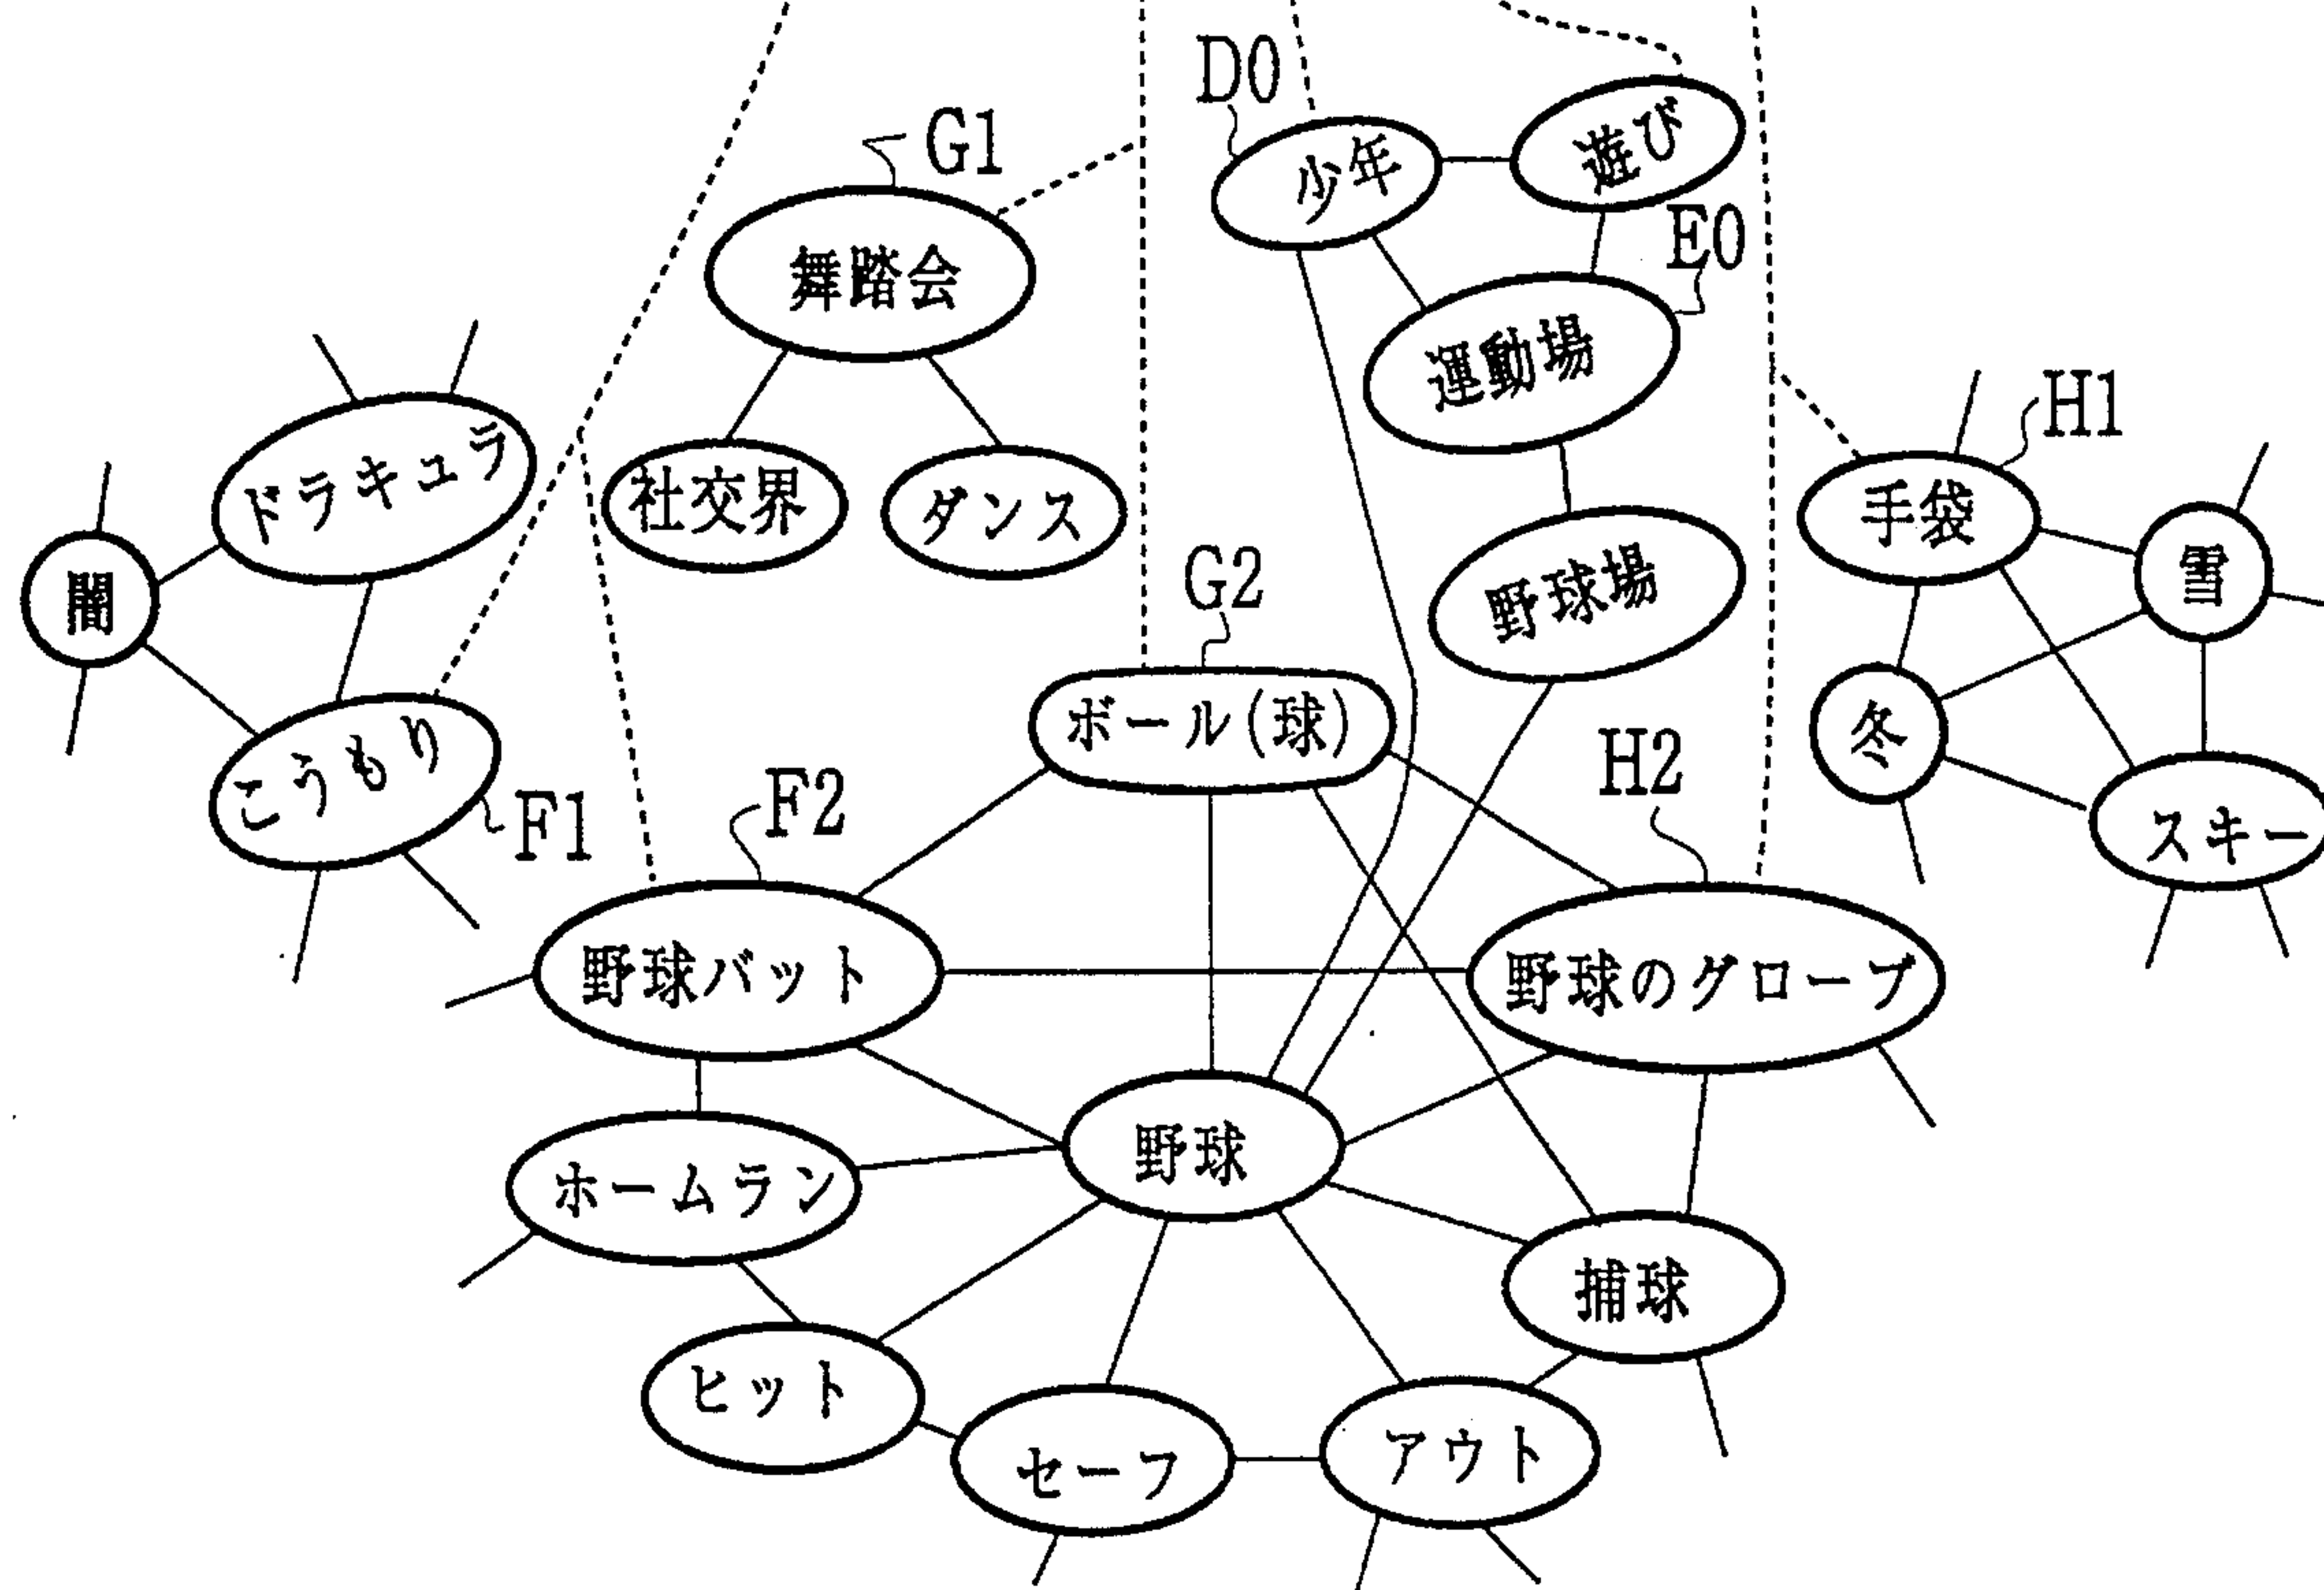 D0
G1
少年
遊び
E0
舞踏会
運動場
H1
ドラキュラ
社交界
ダンス
手袋
闇
野球場
雪
G2
ボール(球)
冬
こうもり
F1
F2
H2
スキー
野球バット
野球のグローブ
野球
ホームラン
捕球
ヒット
セーフ
アウト